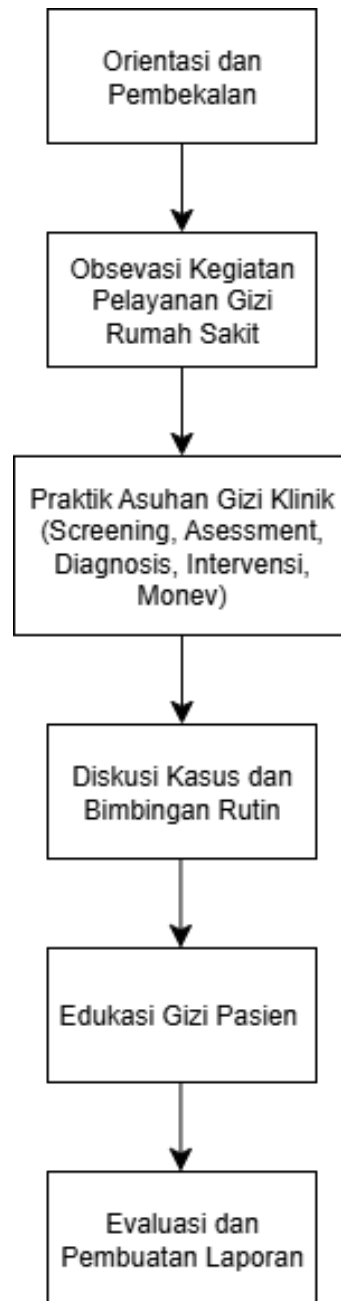 Orientasi dan
Pembekalan
Obsevasi Kegiatan
Pelayanan Gizi
Rumah Sakit
Praktik Asuhan Gizi Klinik
(Screening, Asessment,
Diagnosis, Intervensi,
Monev)
Diskusi Kasus dan
Bimbingan Rutin
Edukasi Gizi Pasien
Evaluasi dan
Pembuatan Laporan